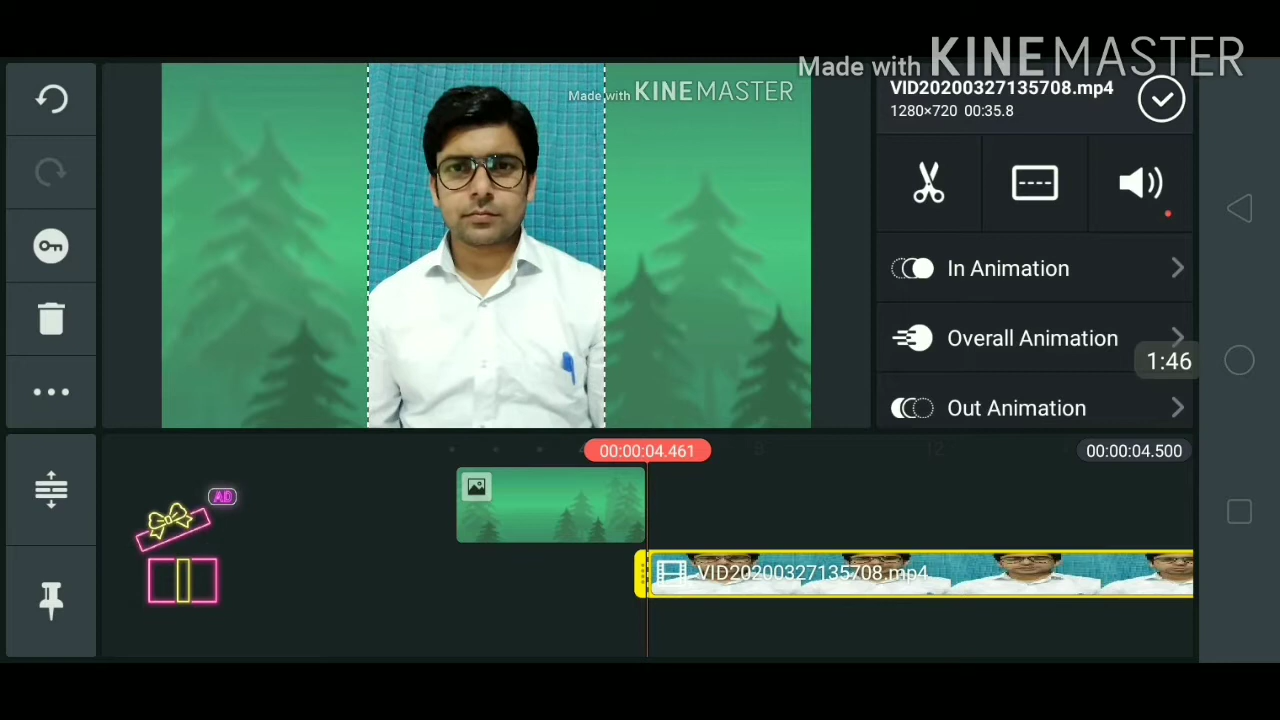 Made with KINEMASTER
Made with KINEMASTER
VID20200327135708.mp4
1280×720 00:35.8
In Animation
Overall Animation
1:46
Out Animation
00:00:04.461
12
00:00:04.500
AD
VID20200327135708.mp4